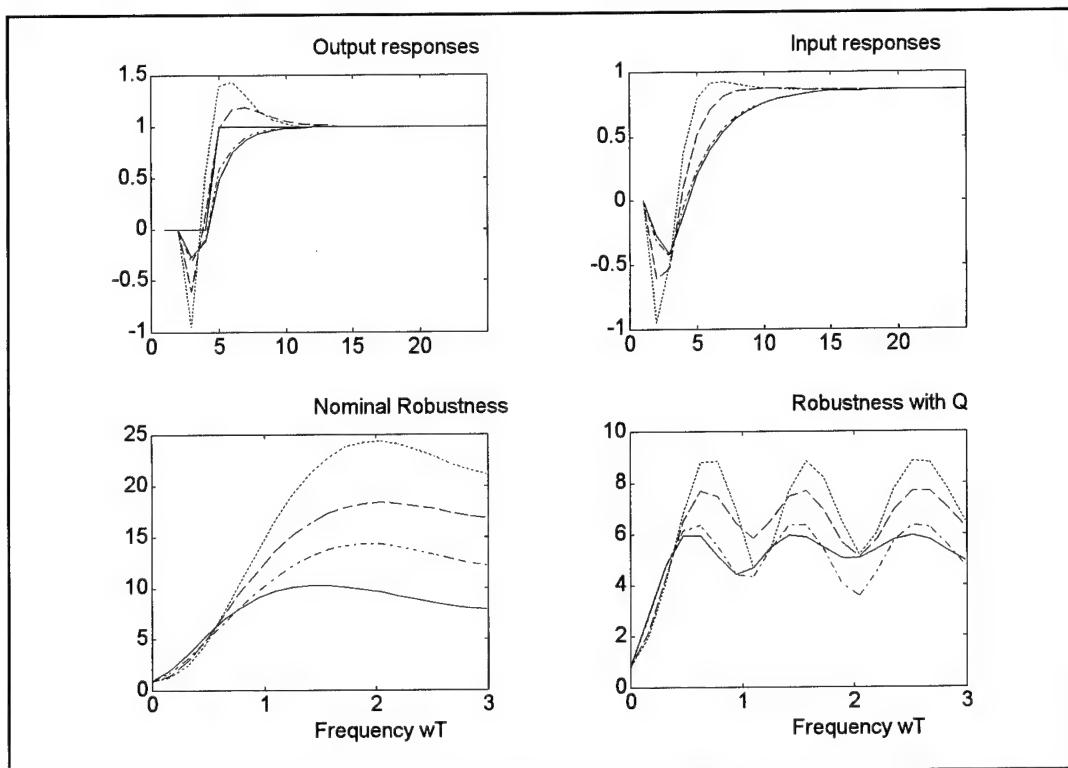 Output responses
1.5
1
0.5
0
-0.5
-1
0 5 10 15 20
Input responses
1
0.5
0
-0.5
-1
0 5 10 15 20
Nominal Robustness
25
20
15
10
5
0
0 1 2 3
Frequency wT
Robustness with Q
10
8
6
4
2
0
0 1 2 3
Frequency wT